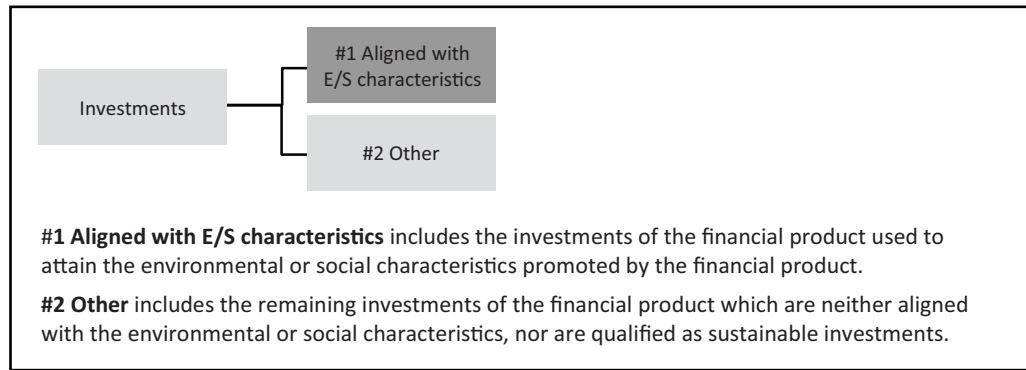 #1 Aligned with
E/S characteristics
Investments
#2 Other
#1 Aligned with E/S characteristics includes the investments of the financial product used to
attain the environmental or social characteristics promoted by the financial product.
#2 Other includes the remaining investments of the financial product which are neither aligned
with the environmental or social characteristics, nor are qualified as sustainable investments.